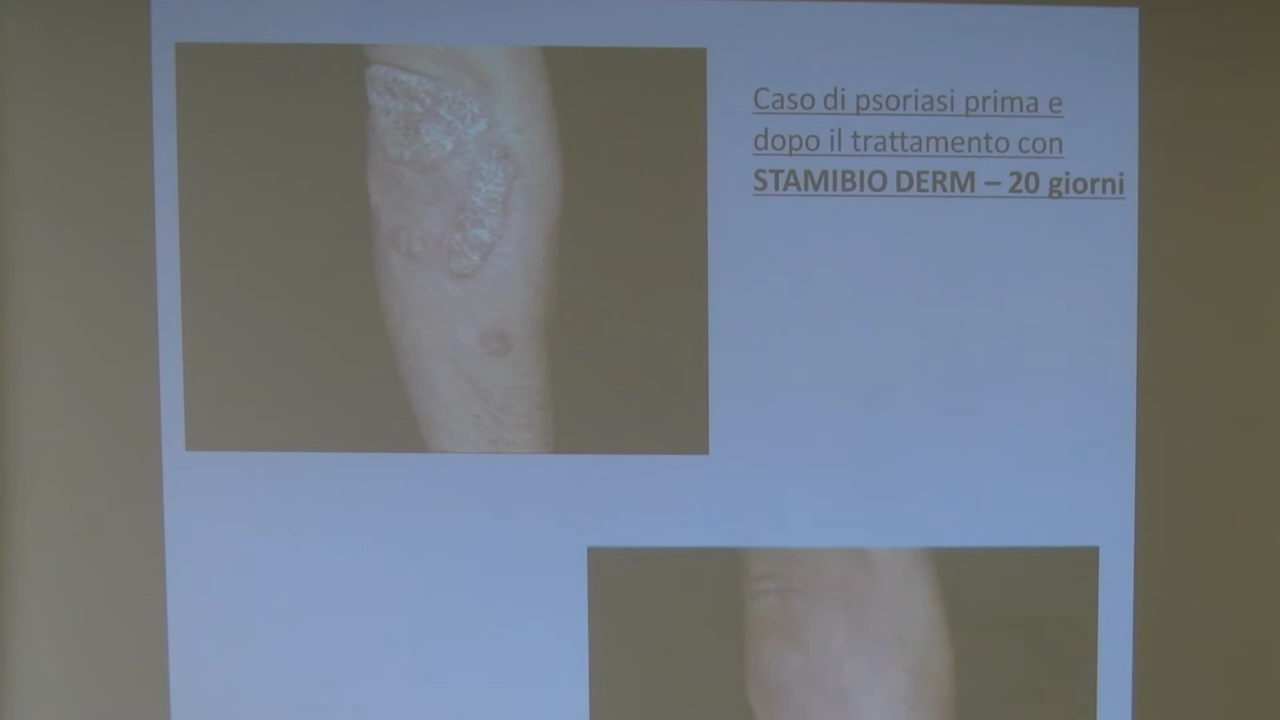 Caso di psoriasi prima e
dopo il trattamento con
STAMIBIO DERM – 20 giorni